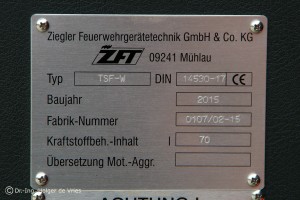 Ziegler Feuerwehrgerätetechnik GmbH & Co. KG
ZFT 09241 Mühlau
Typ TSF-W DIN 14530-17 CE
Baujahr 2015
Fabrik-Nummer 0107/02-15
Kraftstoffbeh.-Inhalt l 70
Übersetzung Mot.-Aggr.
ACHTUNG !
© Dr.-Ing. Holger de Vries